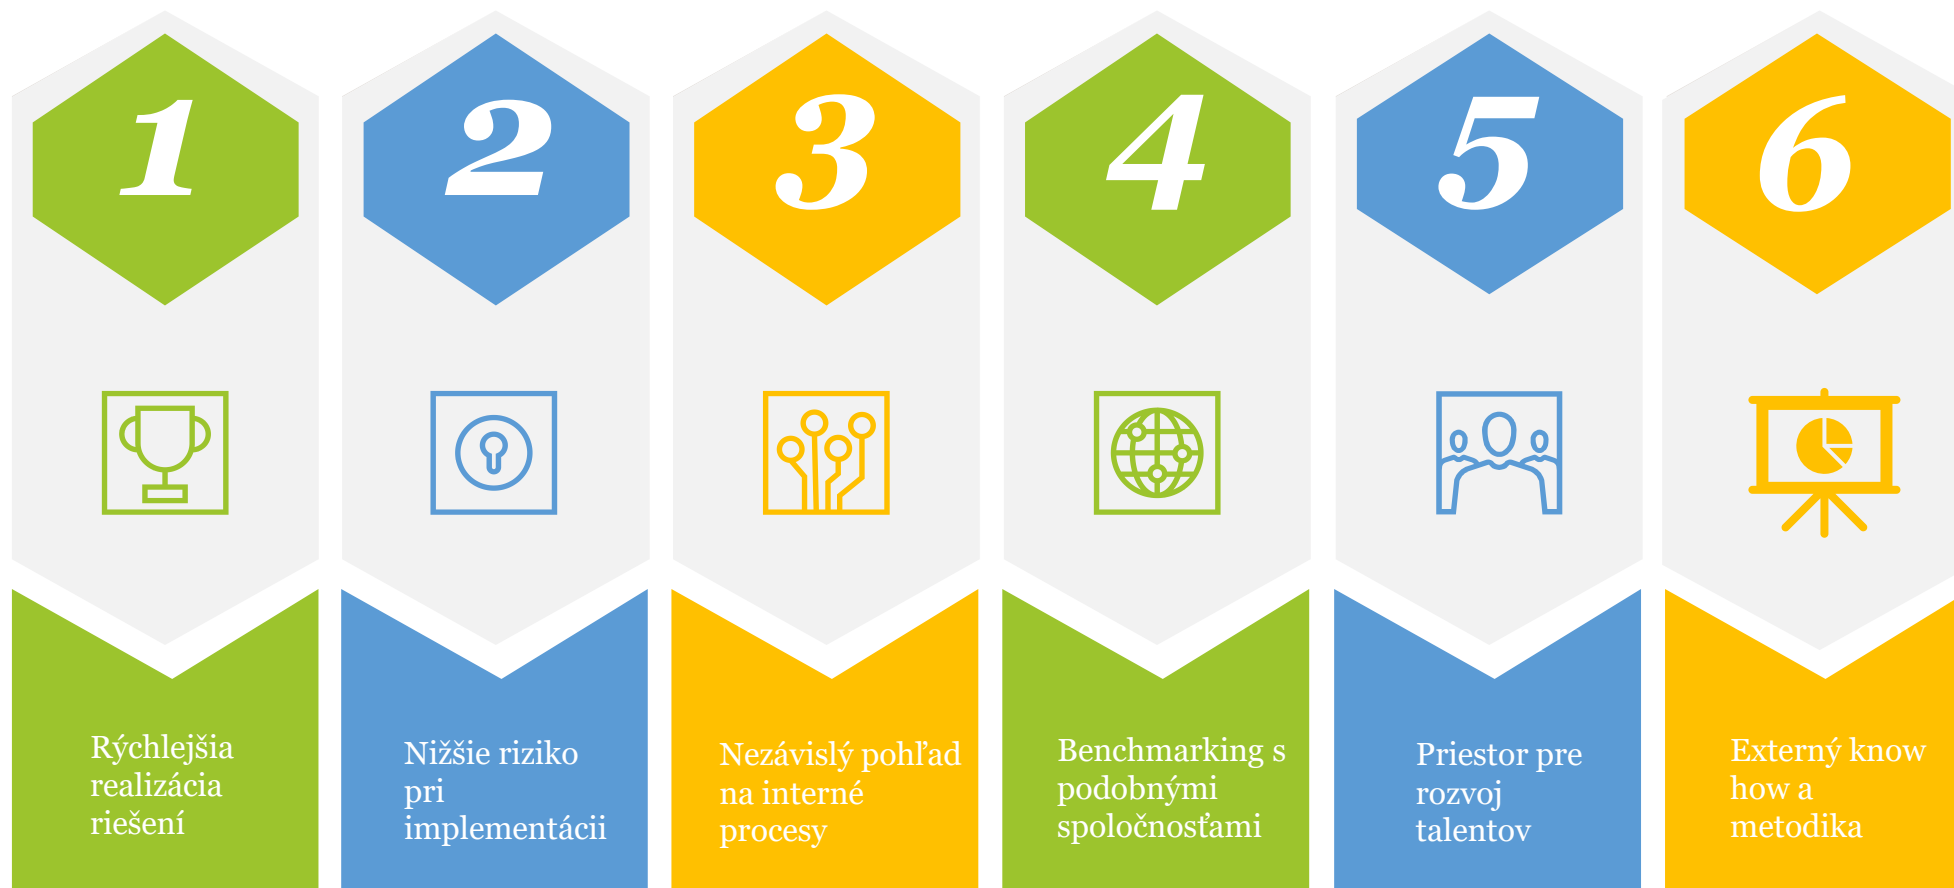 1
2
3
4
5
6
Rýchlejšia
realizácia
riešení
Nižšie riziko
pri
implementácii
Nezávislý pohľad
na interné
procesy
Benchmarking s
podobnými
spoločnosťami
Priestor pre
rozvoj
talentov
Externý know
how a
metodika